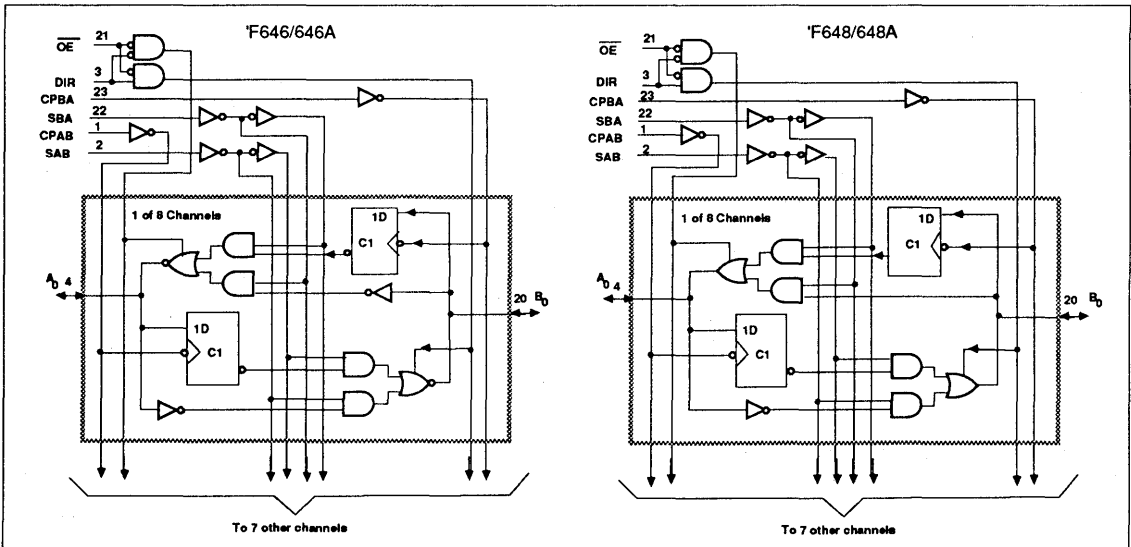 'F646/646A
OE 21
DIR 3
CPBA 23
SBA 22
CPAB 1
SAB 2
1 of 8 Channels
1D
C1
A0 4
20 B0
1D
C1
To 7 other channels
'F648/648A
OE 21
DIR 3
CPBA 23
SBA 22
CPAB 1
SAB 2
1 of 8 Channels
1D
C1
A0 4
20 B0
1D
C1
To 7 other channels